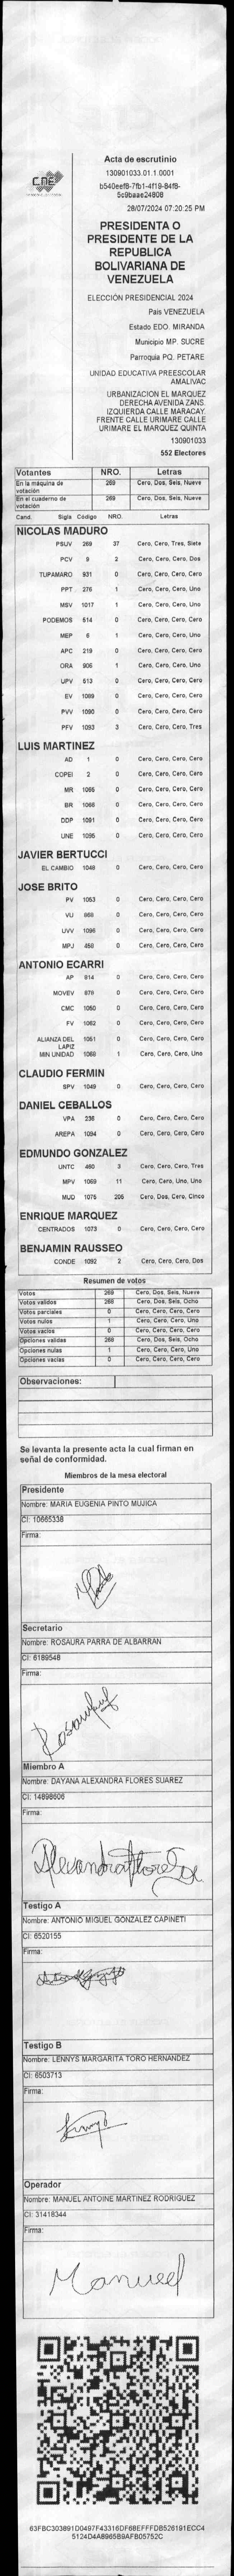 CNE
Acta de escrutinio
130901033.01.1.0001
b540eef8-7fb1-4f19-84f8-
5c9baae24808
28/07/2024 07:20:25 PM
PRESIDENTA O
PRESIDENTE DE LA
REPUBLICA
BOLIVARIANA DE
VENEZUELA
ELECCIÓN PRESIDENCIAL 2024
Pais VENEZUELA
Estado EDO. MIRANDA
Municipio MP. SUCRE
Parroquia PQ. PETARE
UNIDAD EDUCATIVA PREESCOLAR
AMALIVAC
URBANIZACION EL MARQUEZ
DERECHA AVENIDA ZANS.
IZQUIERDA CALLE MARACAY.
FRENTE CALLE URIMARE CALLE
URIMARE EL MARQUEZ QUINTA
130901033
552 Electores
Votantes NRO. Letras
En la máquina de votación 269 Cero, Dos, Seis, Nueve
En el cuaderno de votación 269 Cero, Dos, Seis, Nueve
Cand. Sigla Código NRO. Letras
NICOLAS MADURO
PSUV 269 37 Cero, Cero, Tres, Siete
PCV 9 2 Cero, Cero, Cero, Dos
TUPAMARO 931 0 Cero, Cero, Cero, Cero
PPT 276 1 Cero, Cero, Cero, Uno
MSV 1017 1 Cero, Cero, Cero, Uno
PODEMOS 514 0 Cero, Cero, Cero, Cero
MEP 6 1 Cero, Cero, Cero, Uno
APC 219 0 Cero, Cero, Cero, Cero
ORA 906 1 Cero, Cero, Cero, Uno
UPV 513 0 Cero, Cero, Cero, Cero
EV 1089 0 Cero, Cero, Cero, Cero
PVV 1090 0 Cero, Cero, Cero, Cero
PFV 1093 3 Cero, Cero, Cero, Tres
LUIS MARTINEZ
AD 1 0 Cero, Cero, Cero, Cero
COPEI 2 0 Cero, Cero, Cero, Cero
MR 1065 0 Cero, Cero, Cero, Cero
BR 1066 0 Cero, Cero, Cero, Cero
DDP 1091 0 Cero, Cero, Cero, Cero
UNE 1095 0 Cero, Cero, Cero, Cero
JAVIER BERTUCCI
EL CAMBIO 1048 0 Cero, Cero, Cero, Cero
JOSE BRITO
PV 1053 0 Cero, Cero, Cero, Cero
VU 868 0 Cero, Cero, Cero, Cero
UVV 1096 0 Cero, Cero, Cero, Cero
MPJ 458 0 Cero, Cero, Cero, Cero
ANTONIO ECARRI
AP 914 0 Cero, Cero, Cero, Cero
MOVEV 979 0 Cero, Cero, Cero, Cero
CMC 1050 0 Cero, Cero, Cero, Cero
FV 1062 0 Cero, Cero, Cero, Cero
ALIANZA DEL LAPIZ 1051 0 Cero, Cero, Cero, Cero
MIN UNIDAD 1068 1 Cero, Cero, Cero, Uno
CLAUDIO FERMIN
SPV 1049 0 Cero, Cero, Cero, Cero
DANIEL CEBALLOS
VPA 236 0 Cero, Cero, Cero, Cero
AREPA 1094 0 Cero, Cero, Cero, Cero
EDMUNDO GONZALEZ
UNTC 460 3 Cero, Cero, Cero, Tres
MPV 1069 11 Cero, Cero, Uno, Uno
MUD 1075 205 Cero, Dos, Cero, Cinco
ENRIQUE MARQUEZ
CENTRADOS 1073 0 Cero, Cero, Cero, Cero
BENJAMIN RAUSSEO
CONDE 1092 2 Cero, Cero, Cero, Dos
Resumen de votos
Votos 269 Cero, Dos, Seis, Nueve
Votos validos 268 Cero, Dos, Seis, Ocho
Votos parciales 0 Cero, Cero, Cero, Cero
Votos nulos 1 Cero, Cero, Cero, Uno
Votos vacíos 0 Cero, Cero, Cero, Cero
Opciones validas 268 Cero, Dos, Seis, Ocho
Opciones nulas 1 Cero, Cero, Cero, Uno
Opciones vacías 0 Cero, Cero, Cero, Cero
Observaciones:
Se levanta la presente acta la cual firman en
señal de conformidad.
Miembros de la mesa electoral
Presidente
Nombre: MARIA EUGENIA PINTO MUJICA
CI: 10665338
Firma:
Secretario
Nombre: ROSAURA PARRA DE ALBARRAN
CI: 6189548
Firma:
Miembro A
Nombre: DAYANA ALEXANDRA FLORES SUAREZ
CI: 14898606
Firma:
Alexandra Flores
Testigo A
Nombre: ANTONIO MIGUEL GONZALEZ CAPINETI
CI: 6520155
Firma:
Testigo B
Nombre: LENNYS MARGARITA TORO HERNANDEZ
CI: 6503713
Firma:
Operador
Nombre: MANUEL ANTOINE MARTINEZ RODRIGUEZ
CI: 31418344
Firma:
Manuel
63FBC303891D0497F43316DF6BEFFFDB526191ECC4
5124D4A8965B9AFB05752C